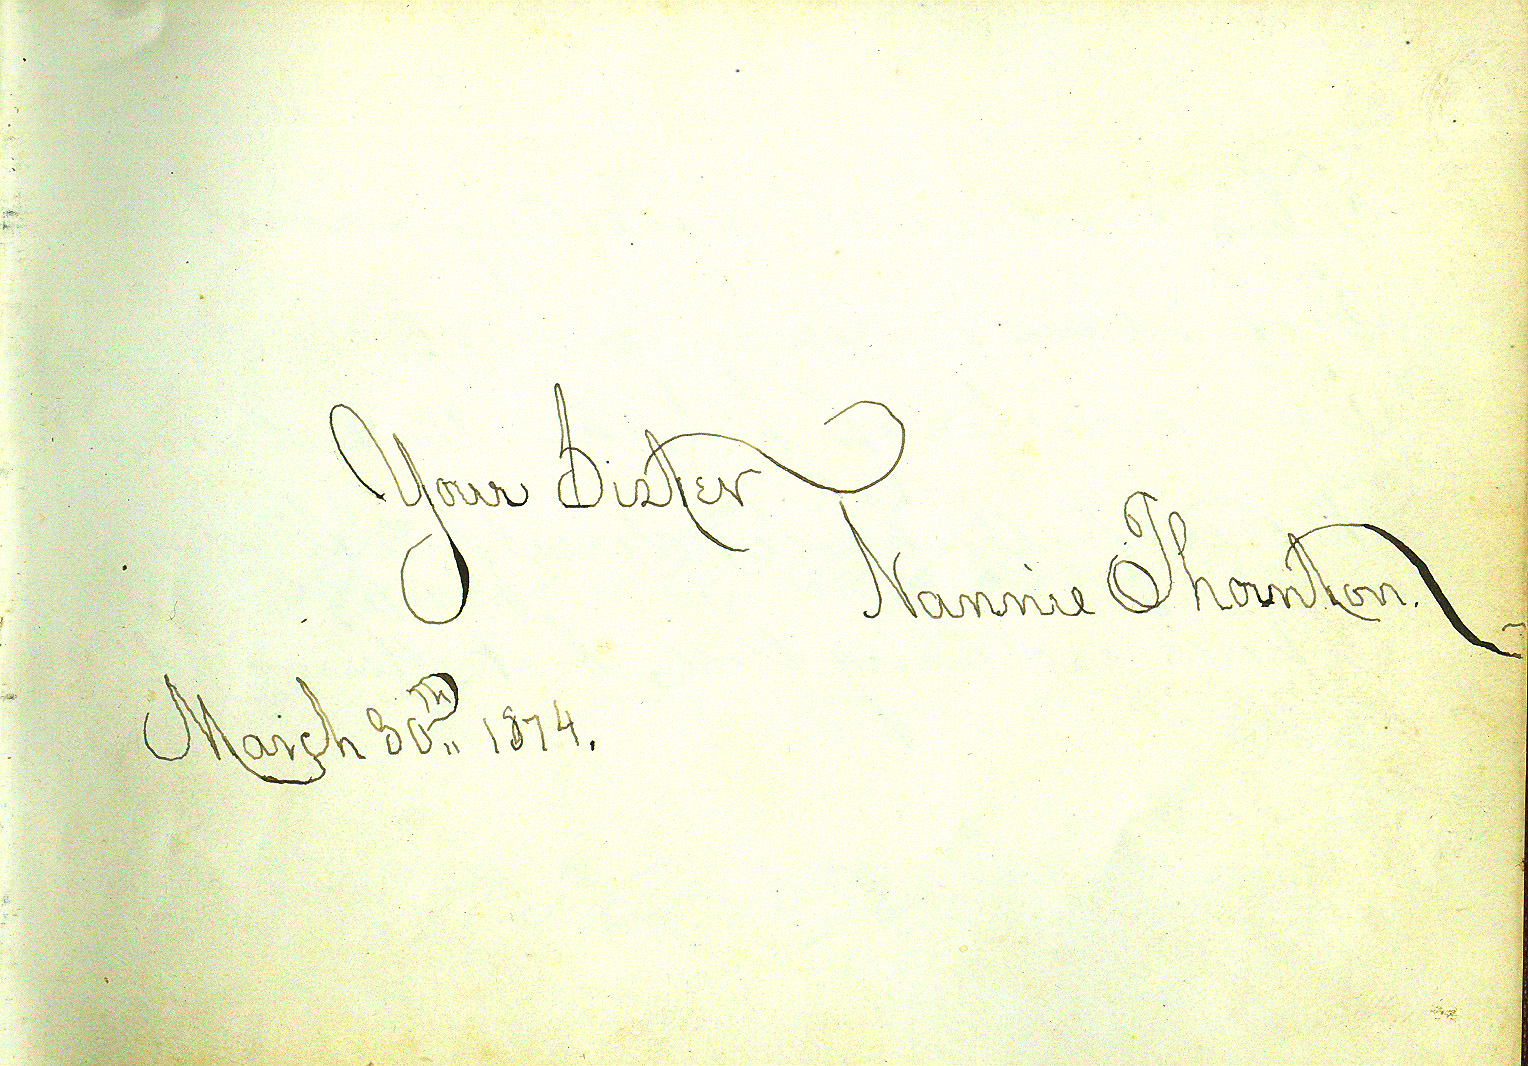 Your Sister
Nannie Thornton.
March 30th 1874.